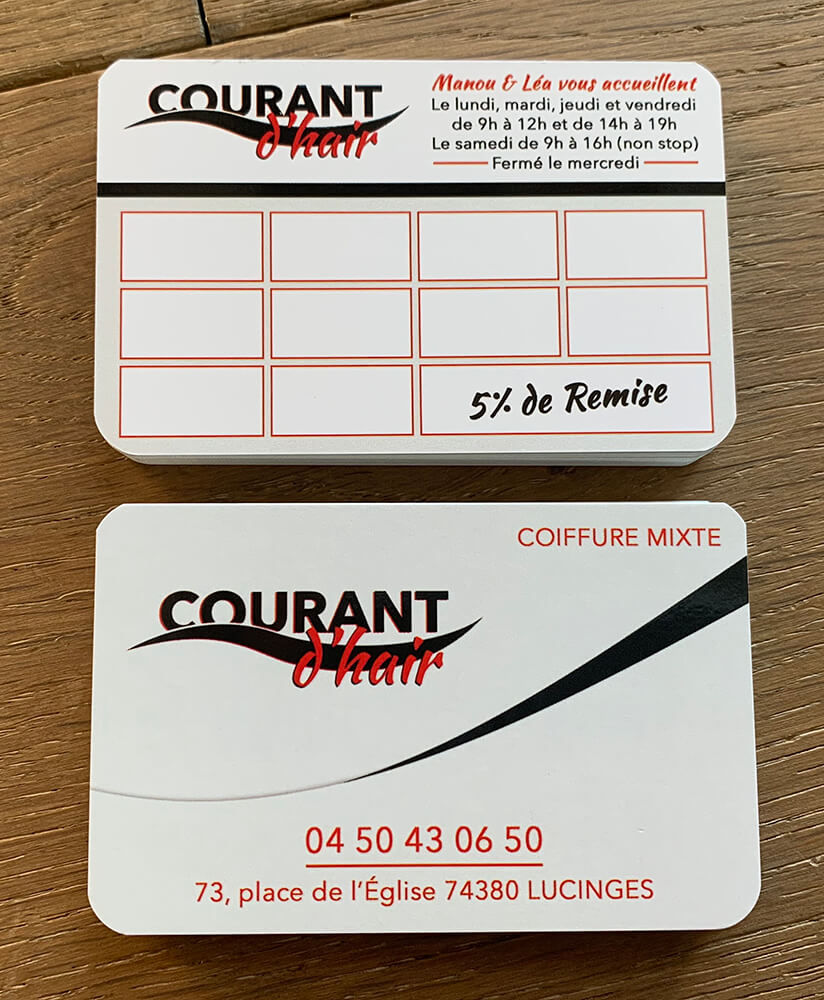 COURANT
d'hair
Manou & Léa vous accueillent
Le lundi, mardi, jeudi et vendredi
de 9h à 12h et de 14h à 19h
Le samedi de 9h à 16h (non stop)
Fermé le mercredi
5% de Remise
COIFFURE MIXTE
COURANT
d'hair
04 50 43 06 50
73, place de l'Église 74380 LUCINGES